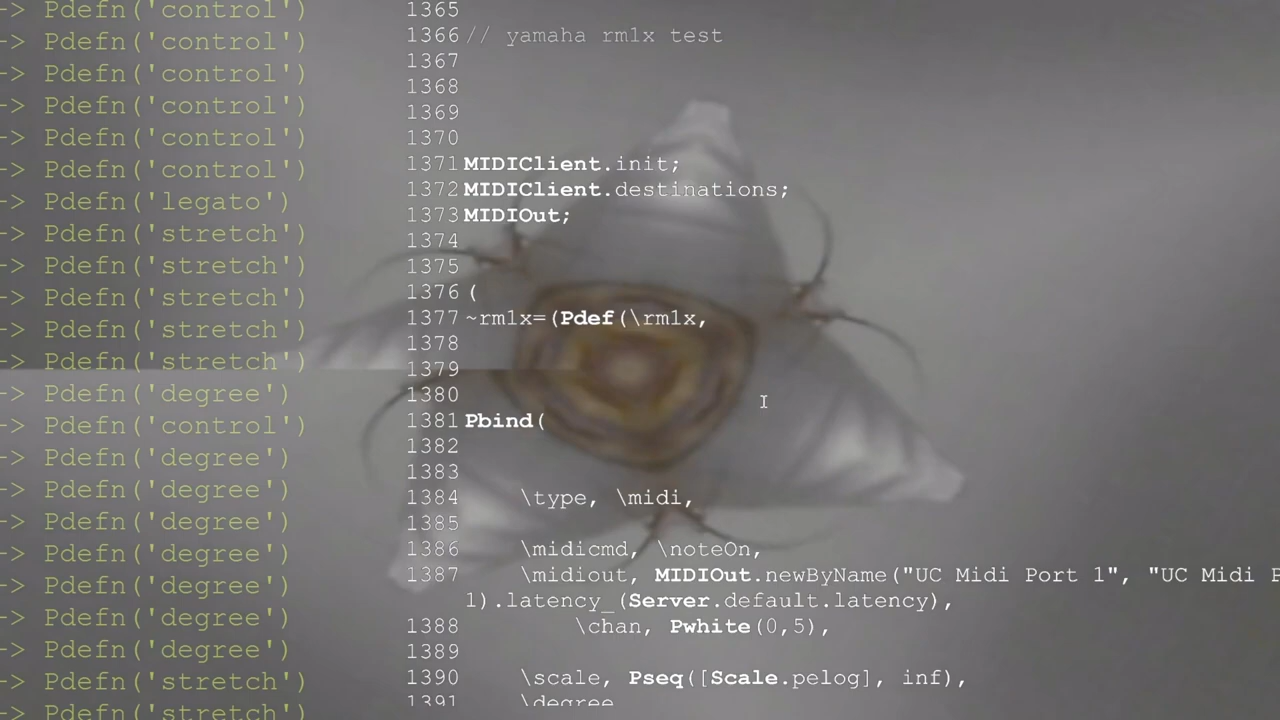 -> Pdefn('control')
-> Pdefn('control')
-> Pdefn('control')
-> Pdefn('control')
-> Pdefn('control')
-> Pdefn('control')
-> Pdefn('legato')
-> Pdefn('stretch')
-> Pdefn('stretch')
-> Pdefn('stretch')
-> Pdefn('stretch')
-> Pdefn('stretch')
-> Pdefn('degree')
-> Pdefn('control')
-> Pdefn('degree')
-> Pdefn('degree')
-> Pdefn('degree')
-> Pdefn('degree')
-> Pdefn('degree')
-> Pdefn('degree')
-> Pdefn('degree')
-> Pdefn('stretch')
-> Pdefn('stretch')
1365
1366 // yamaha rm1x test
1367
1368
1369
1370
1371 MIDIClient.init;
1372 MIDIClient.destinations;
1373 MIDIOut;
1374
1375
1376 (
1377 ~rm1x=(Pdef(\rm1x,
1378
1379
1380
1381 Pbind(
1382
1383
1384 \type, \midi,
1385
1386 \midicmd, \noteOn,
1387 \midiout, MIDIOut.newByName("UC Midi Port 1", "UC Midi P
1).latency_(Server.default.latency),
1388 \chan, Pwhite(0,5),
1389
1390 \scale, Pseq([Scale.pelog], inf),
1391 \degree